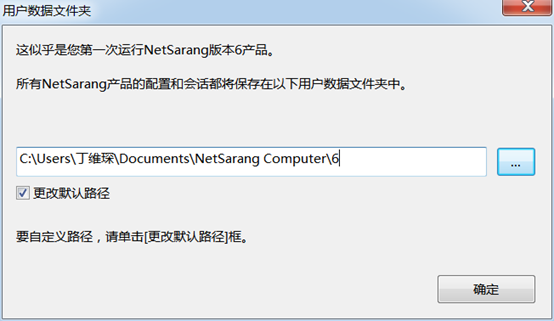 用户数据文件夹
这似乎是您第一次运行NetSarang版本6产品。
所有NetSarang产品的配置和会话都将保存在以下用户数据文件夹中。
C:\Users\丁维琛\Documents\NetSarang Computer\6
...
更改默认路径
要自定义路径，请单击[更改默认路径]框。
确定